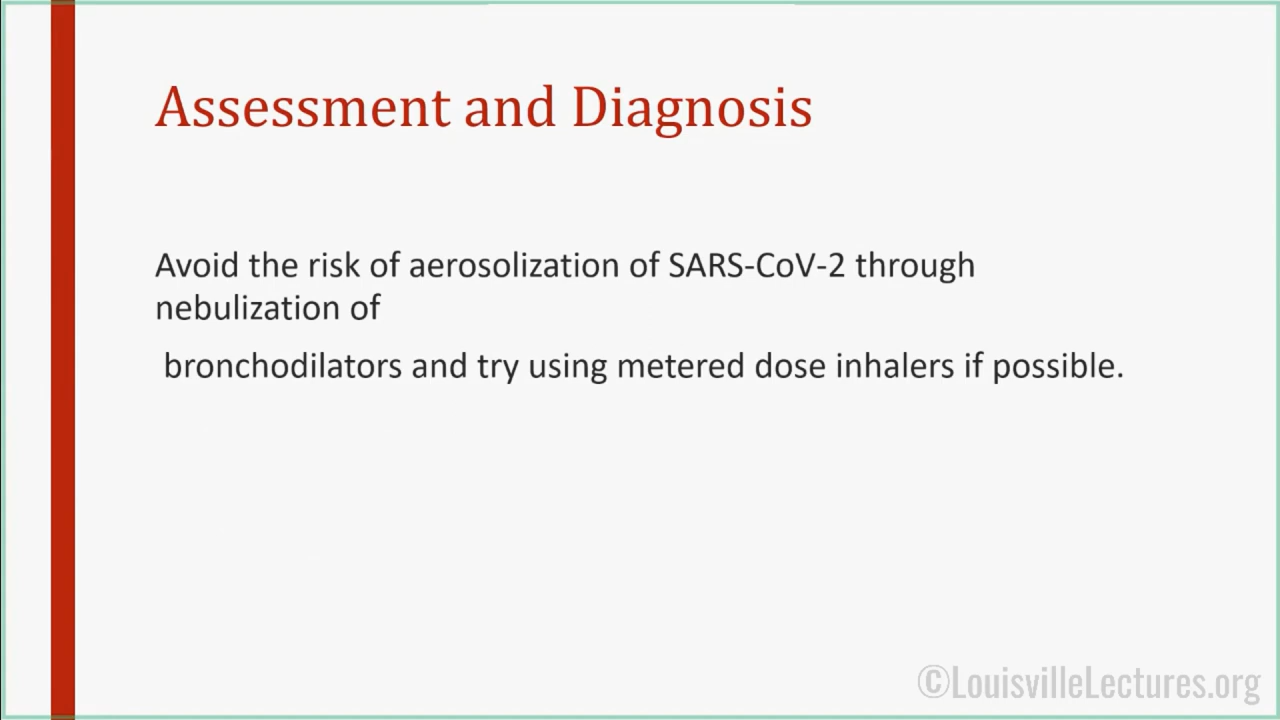 Assessment and Diagnosis
Avoid the risk of aerosolization of SARS-CoV-2 through
nebulization of
bronchodilators and try using metered dose inhalers if possible.
©LouisvilleLectures.org